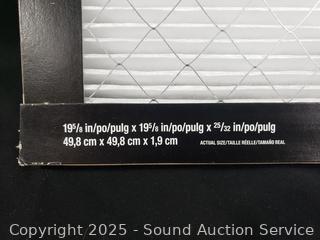 19⁵/₈ in/po/pulg x 19⁵/₈ in/po/pulg x ²⁵/₃₂ in/po/pulg
49,8 cm x 49,8 cm x 1,9 cm ACTUAL SIZE/TAILLE RÉELLE/TAMAÑO REAL
Copyright 2025 - Sound Auction Service